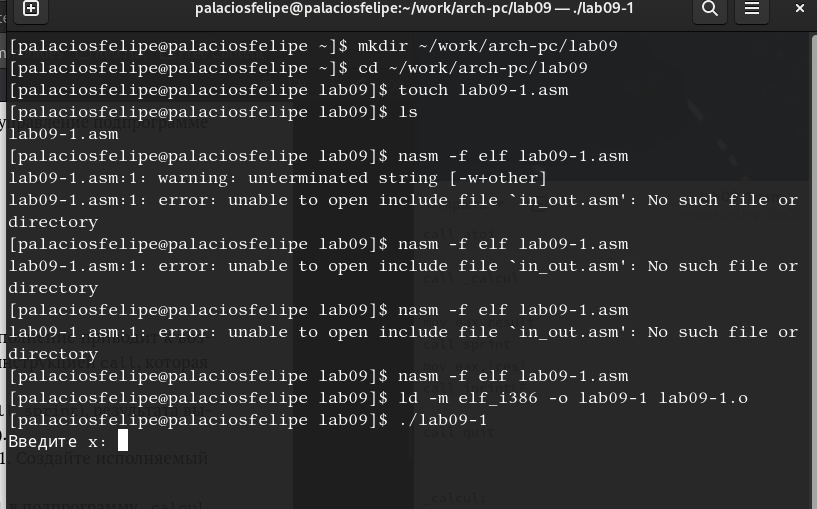 palaciosfelipe@palaciosfelipe:~/work/arch-pc/lab09 — ./lab09-1
[palaciosfelipe@palaciosfelipe ~]$ mkdir ~/work/arch-pc/lab09
[palaciosfelipe@palaciosfelipe ~]$ cd ~/work/arch-pc/lab09
[palaciosfelipe@palaciosfelipe lab09]$ touch lab09-1.asm
[palaciosfelipe@palaciosfelipe lab09]$ ls
lab09-1.asm
[palaciosfelipe@palaciosfelipe lab09]$ nasm -f elf lab09-1.asm
lab09-1.asm:1: warning: unterminated string [-w+other]
lab09-1.asm:1: error: unable to open include file `in_out.asm': No such file or
directory
[palaciosfelipe@palaciosfelipe lab09]$ nasm -f elf lab09-1.asm
lab09-1.asm:1: error: unable to open include file `in_out.asm': No such file or
directory
[palaciosfelipe@palaciosfelipe lab09]$ nasm -f elf lab09-1.asm
lab09-1.asm:1: error: unable to open include file `in_out.asm': No such file or
directory
[palaciosfelipe@palaciosfelipe lab09]$ nasm -f elf lab09-1.asm
[palaciosfelipe@palaciosfelipe lab09]$ ld -m elf_i386 -o lab09-1 lab09-1.o
[palaciosfelipe@palaciosfelipe lab09]$ ./lab09-1
Введите x: